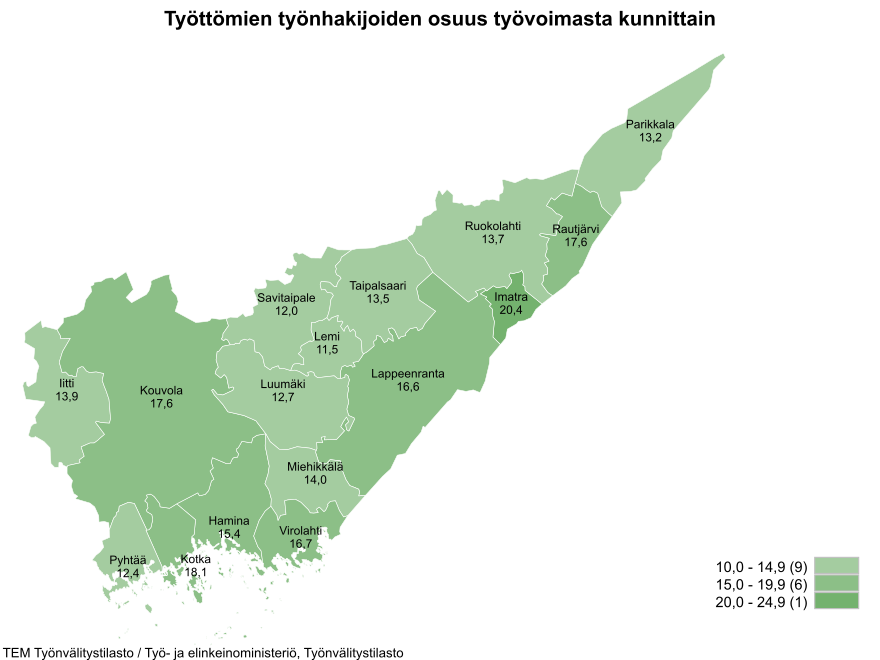 Työttömien työnhakijoiden osuus työvoimasta kunnittain
Parikkala
13,2
Ruokolahti
13,7
Rautjärvi
17,6
Taipalsaari
13,5
Savitaipale
12,0
Imatra
20,4
Lemi
11,5
Lappeenranta
16,6
Luumäki
12,7
Iitti
13,9
Kouvola
17,6
Miehikkälä
14,0
Hamina
15,4
Virolahti
16,7
Pyhtää
12,4
Kotka
18,1
10,0 - 14,9 (9)
15,0 - 19,9 (6)
20,0 - 24,9 (1)
TEM Työnvälitystilasto / Työ- ja elinkeinoministeriö, Työnvälitystilasto